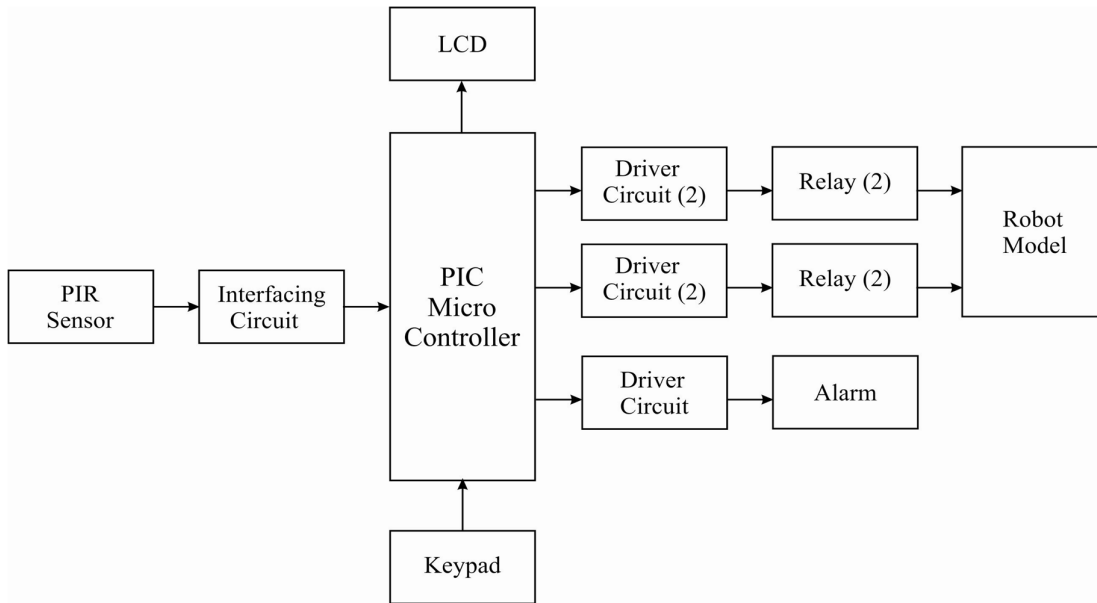 LCD
Driver
Circuit (2)
Relay (2)
Robot
Model
PIR
Sensor
Interfacing
Circuit
PIC
Micro
Controller
Driver
Circuit (2)
Relay (2)
Driver
Circuit
Alarm
Keypad